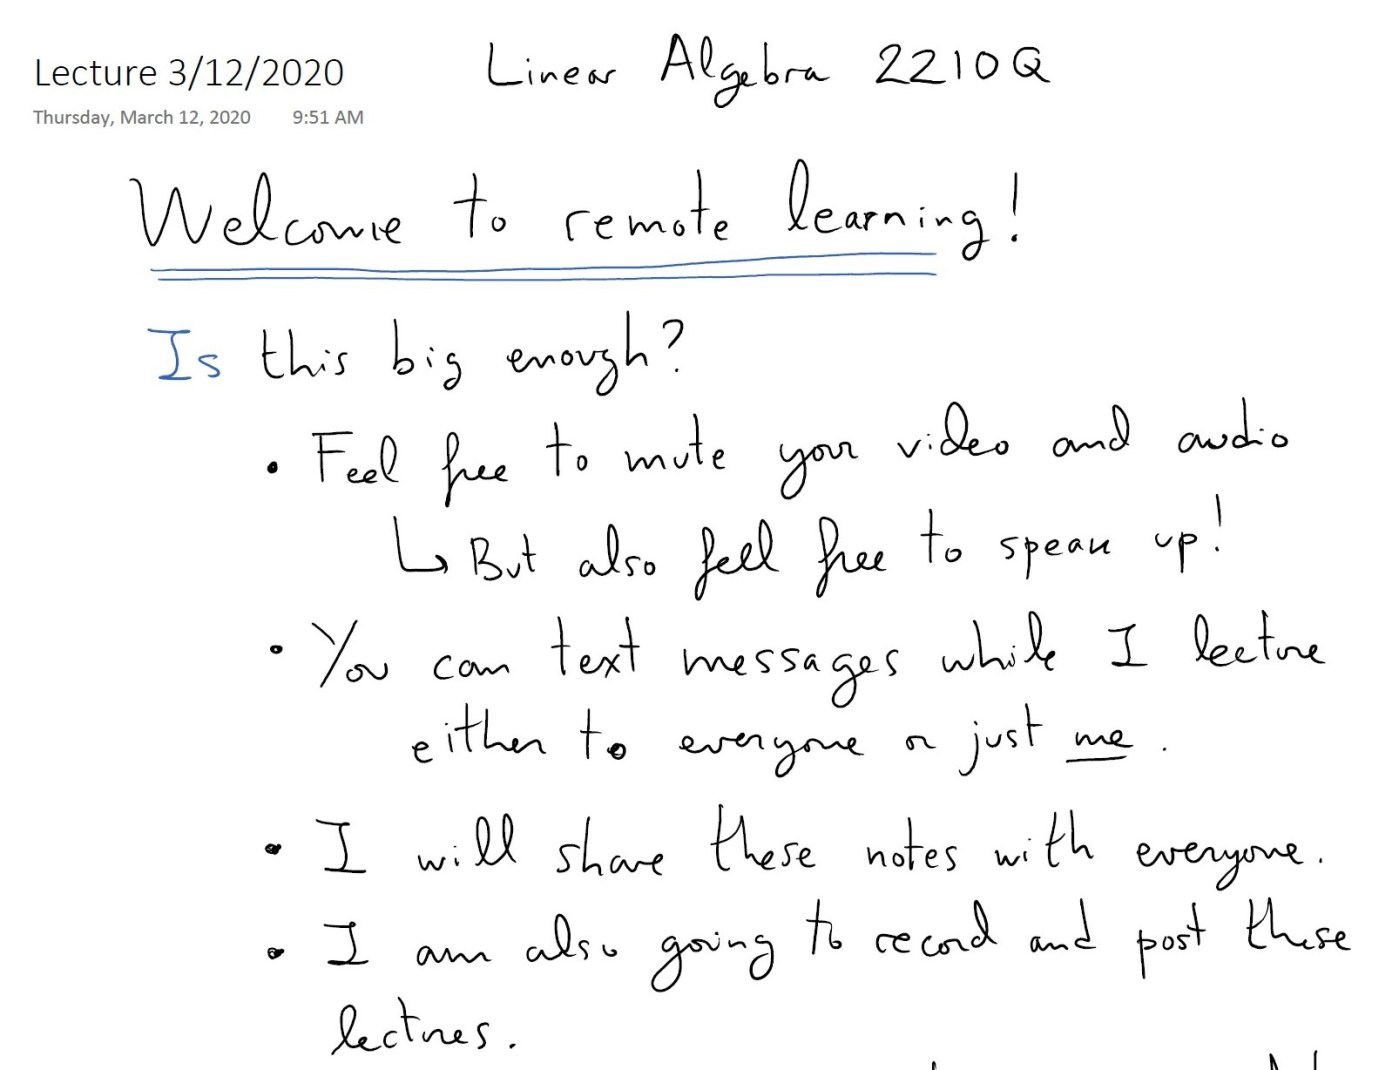 Lecture 3/12/2020
Linear Algebra 2210Q
Thursday, March 12, 2020 9:51 AM
Welcome to remote learning!
Is this big enough?
• Feel free to mute your video and audio
↳ But also feel free to speak up!
• You can text messages while I lecture
either to everyone or just me.
• I will share these notes with everyone.
• I am also going to record and post these
lectures.